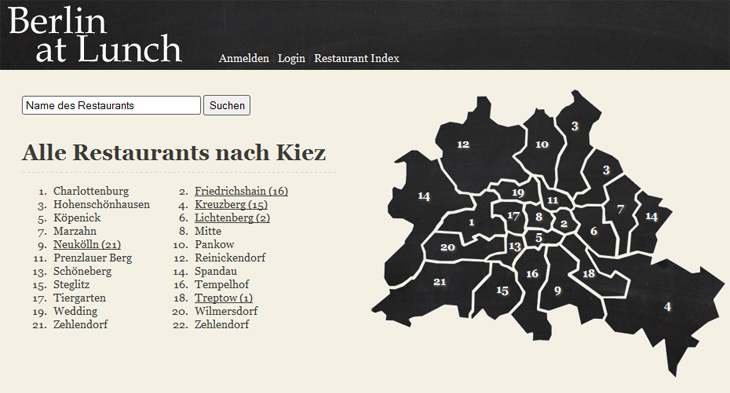 Berlin
at Lunch
Anmelden | Login | Restaurant Index
Name des Restaurants Suchen
Alle Restaurants nach Kiez
1. Charlottenburg 2. Friedrichshain (16)
3. Hohenschönhausen 4. Kreuzberg (15)
5. Köpenick 6. Lichtenberg (2)
7. Marzahn 8. Mitte
9. Neukölln (21) 10. Pankow
11. Prenzlauer Berg 12. Reinickendorf
13. Schöneberg 14. Spandau
15. Steglitz 16. Tempelhof
17. Tiergarten 18. Treptow (1)
19. Wedding 20. Wilmersdorf
21. Zehlendorf 22. Zehlendorf
3
12 10
3
14 19 11
7 14
1 17 8 2
6
20 13 5
16 18
21 15 9
4